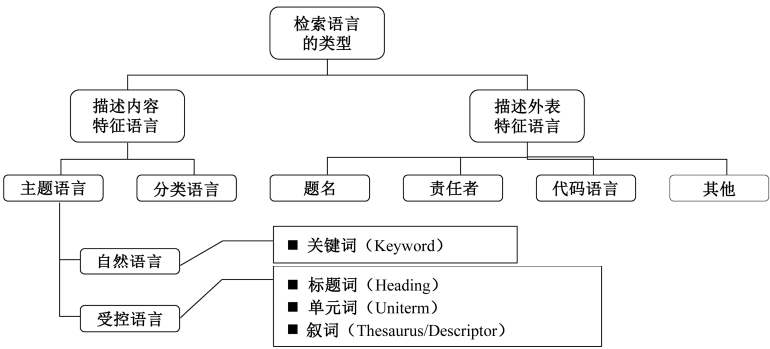 检索语言
的类型
描述内容
特征语言
描述外表
特征语言
主题语言
分类语言
题名
责任者
代码语言
其他
自然语言
■ 关键词（Keyword）
受控语言
■ 标题词（Heading）
■ 单元词（Uniterm）
■ 叙词（Thesaurus/Descriptor）